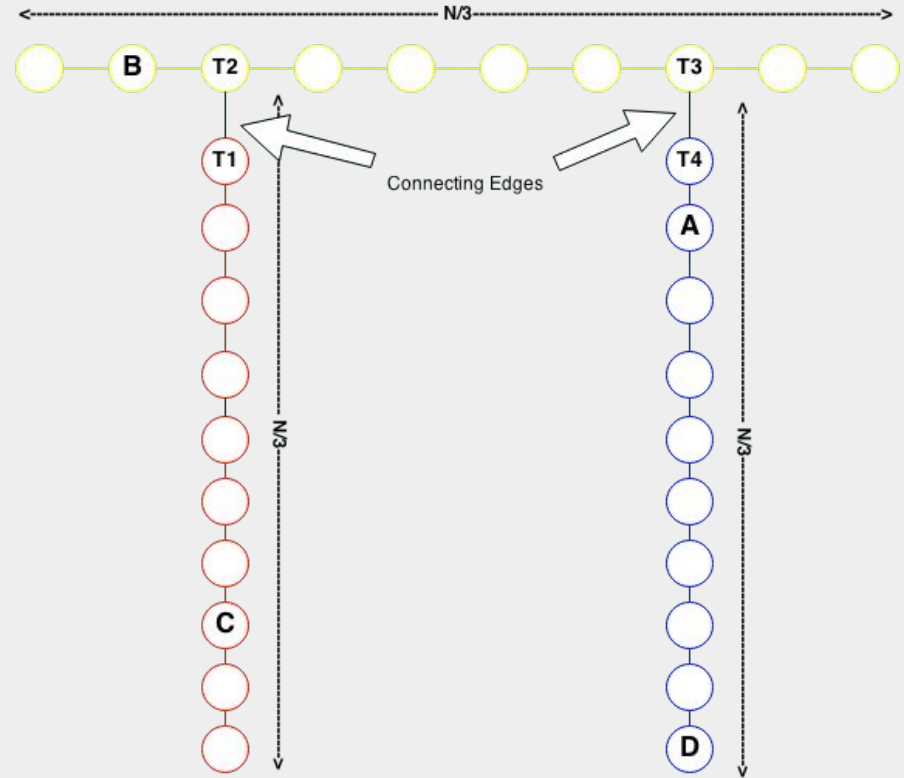 N/3
B T2 T3
T1 T4
Connecting Edges
A
N/3 N/3
C
D